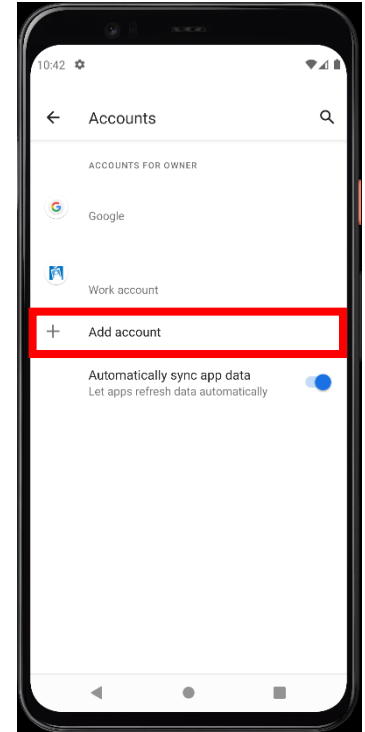 10:42
Accounts
ACCOUNTS FOR OWNER
Google
Work account
Add account
Automatically sync app data
Let apps refresh data automatically